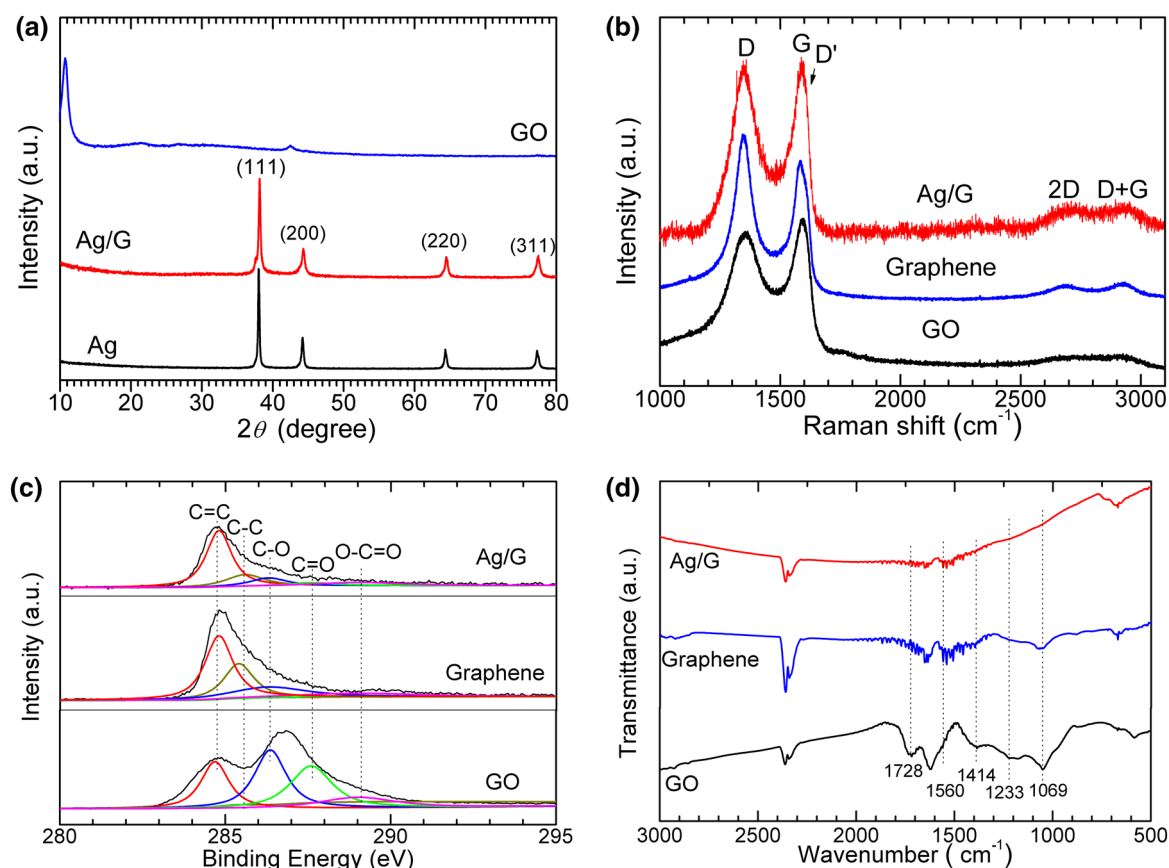 (a)
Intensity (a.u.)
GO
Ag/G
(111)
(200)
(220)
(311)
Ag
10 20 30 40 50 60 70 80
2θ (degree)
(b)
Intensity (a.u.)
D
G
D'
Ag/G
2D
D+G
Graphene
GO
1000 1500 2000 2500 3000
Raman shift (cm-1)
(c)
Intensity (a.u.)
C=C
C-C
C-O
C=O
O-C=O
Ag/G
Graphene
GO
280 285 290 295
Binding Energy (eV)
(d)
Transmittance (a.u.)
Ag/G
Graphene
GO
1728
1560
1414
1233
1069
3000 2500 2000 1500 1000 500
Wavenumber ( cm-1)